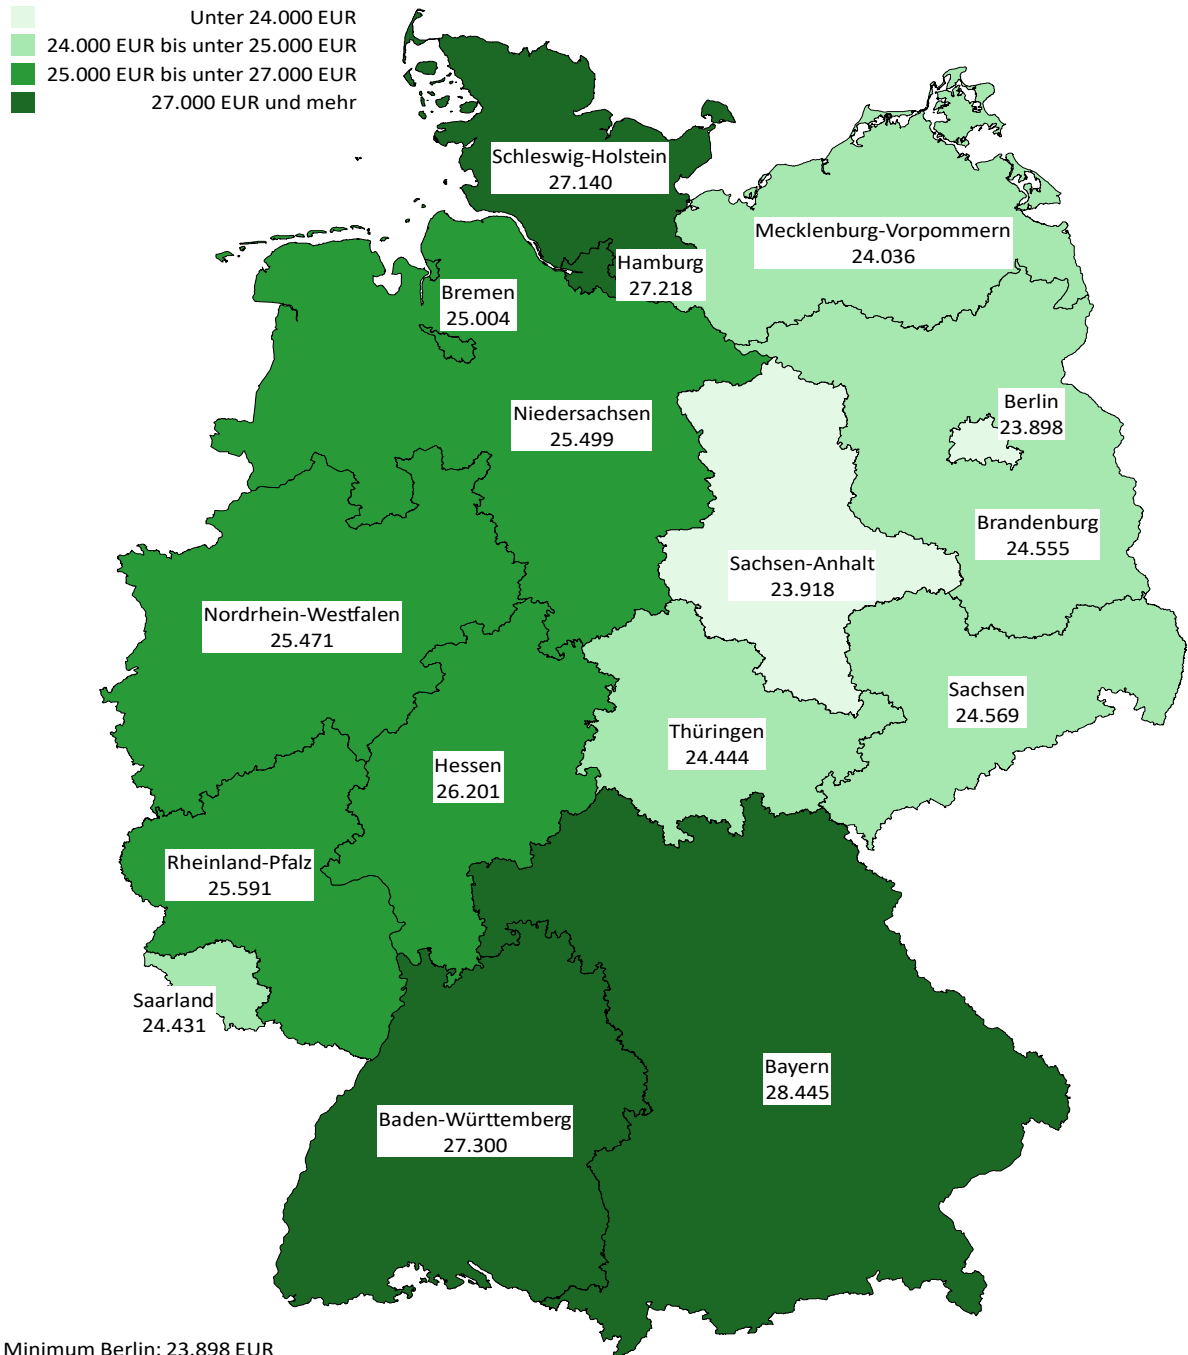 Unter 24.000 EUR
24.000 EUR bis unter 25.000 EUR
25.000 EUR bis unter 27.000 EUR
27.000 EUR und mehr
Schleswig-Holstein
27.140
Mecklenburg-Vorpommern
24.036
Hamburg
27.218
Bremen
25.004
Niedersachsen
25.499
Berlin
23.898
Brandenburg
24.555
Sachsen-Anhalt
23.918
Nordrhein-Westfalen
25.471
Sachsen
24.569
Thüringen
24.444
Hessen
26.201
Rheinland-Pfalz
25.591
Saarland
24.431
Bayern
28.445
Baden-Württemberg
27.300
Minimum Berlin: 23.898 EUR